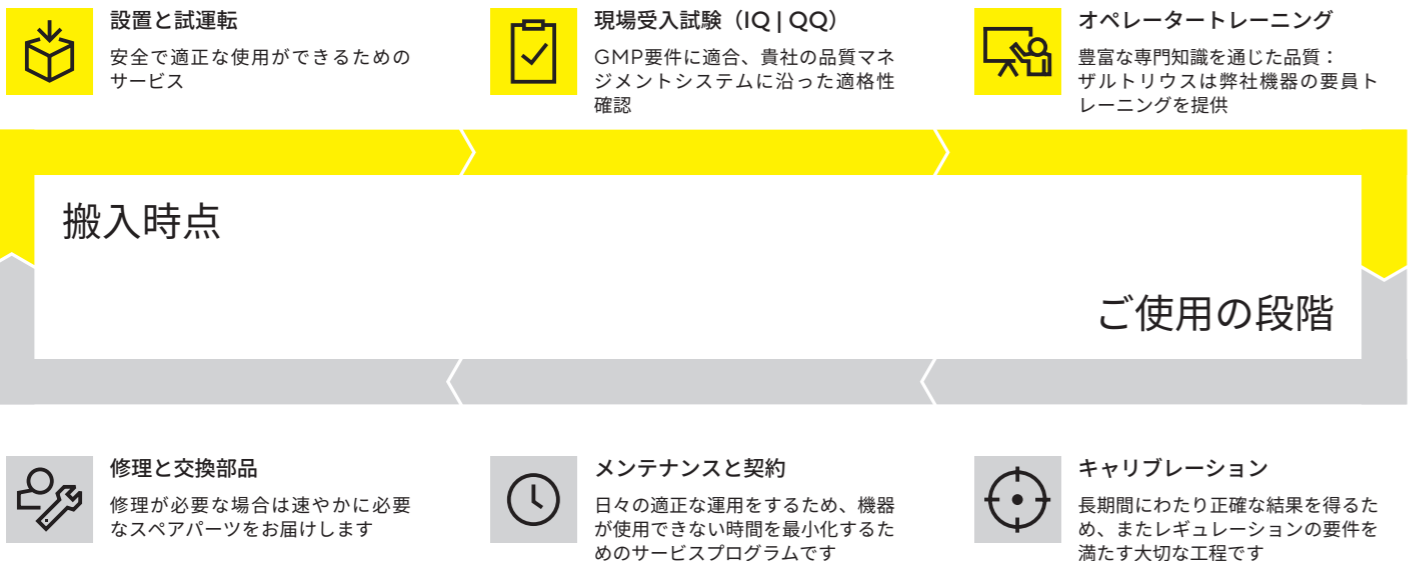 設置と試運転
安全で適正な使用ができるための
サービス
現場受入試験（IQ | QQ）
GMP要件に適合、貴社の品質マネ
ジメントシステムに沿った適格性
確認
オペレータートレーニング
豊富な専門知識を通じた品質：
ザルトリウスは弊社機器の要員ト
レーニングを提供
搬入時点
ご使用の段階
修理と交換部品
修理が必要な場合は速やかに必要
なスペアパーツをお届けします
メンテナンスと契約
日々の適正な運用をするため、機器
が使用できない時間を最小化するた
めのサービスプログラムです
キャリブレーション
長期間にわたり正確な結果を得るた
め、またレギュレーションの要件を
満たす大切な工程です